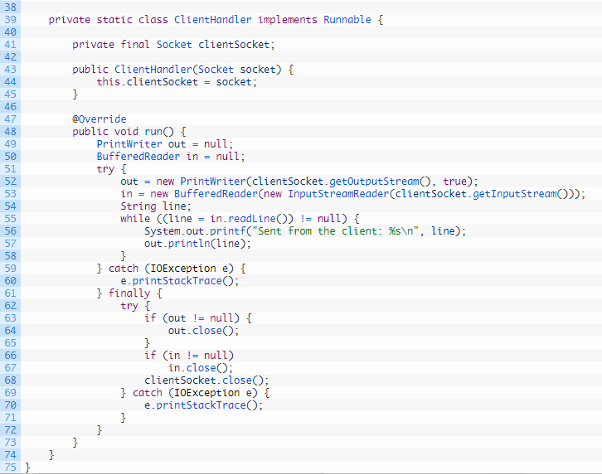 38
39     private static class ClientHandler implements Runnable {
40
41         private final Socket clientSocket;
42
43         public ClientHandler(Socket socket) {
44             this.clientSocket = socket;
45         }
46
47         @Override
48         public void run() {
49             PrintWriter out = null;
50             BufferedReader in = null;
51             try {
52                 out = new PrintWriter(clientSocket.getOutputStream(), true);
53                 in = new BufferedReader(new InputStreamReader(clientSocket.getInputStream()));
54                 String line;
55                 while ((line = in.readLine()) != null) {
56                     System.out.printf("Sent from the client: %s\n", line);
57                     out.println(line);
58                 }
59             } catch (IOException e) {
60                 e.printStackTrace();
61             } finally {
62                 try {
63                     if (out != null) {
64                         out.close();
65                     }
66                     if (in != null)
67                         in.close();
68                     clientSocket.close();
69                 } catch (IOException e) {
70                     e.printStackTrace();
71                 }
72             }
73         }
74     }
75 }